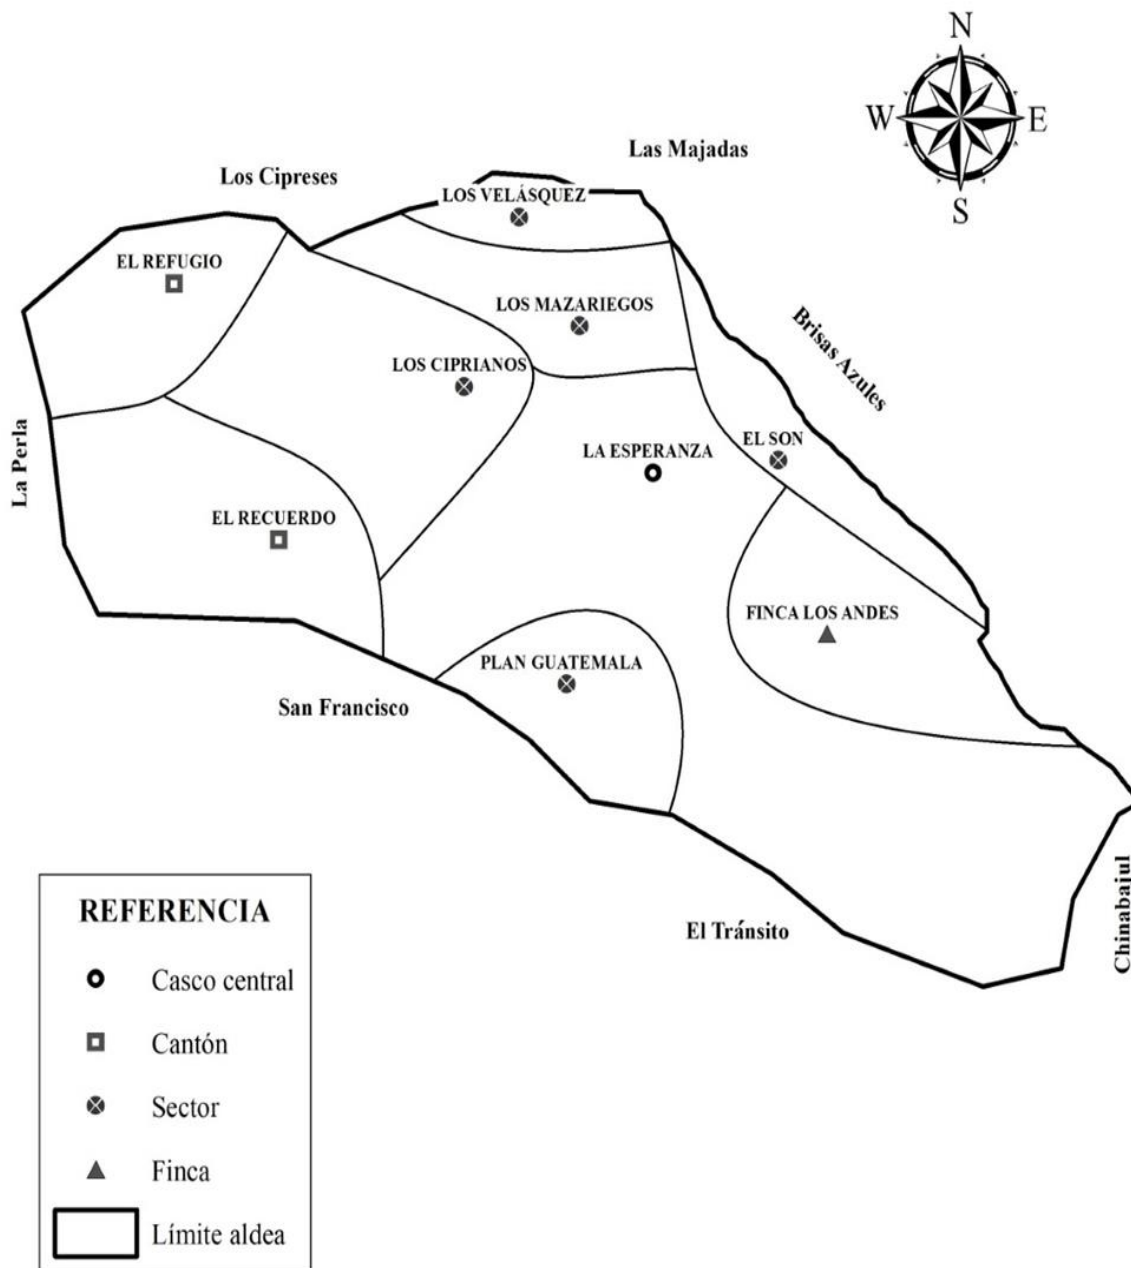 N
W E
S
Las Majadas
Los Cipreses
LOS VELÁSQUEZ
EL REFUGIO
LOS MAZARIEGOS
Brisas Azules
LOS CIPRIANOS
EL SON
LA ESPERANZA
La Perla
EL RECUERDO
FINCA LOS ANDES
PLAN GUATEMALA
San Francisco
El Tránsito
Chinabajul
REFERENCIA
Casco central
Cantón
Sector
Finca
Límite aldea